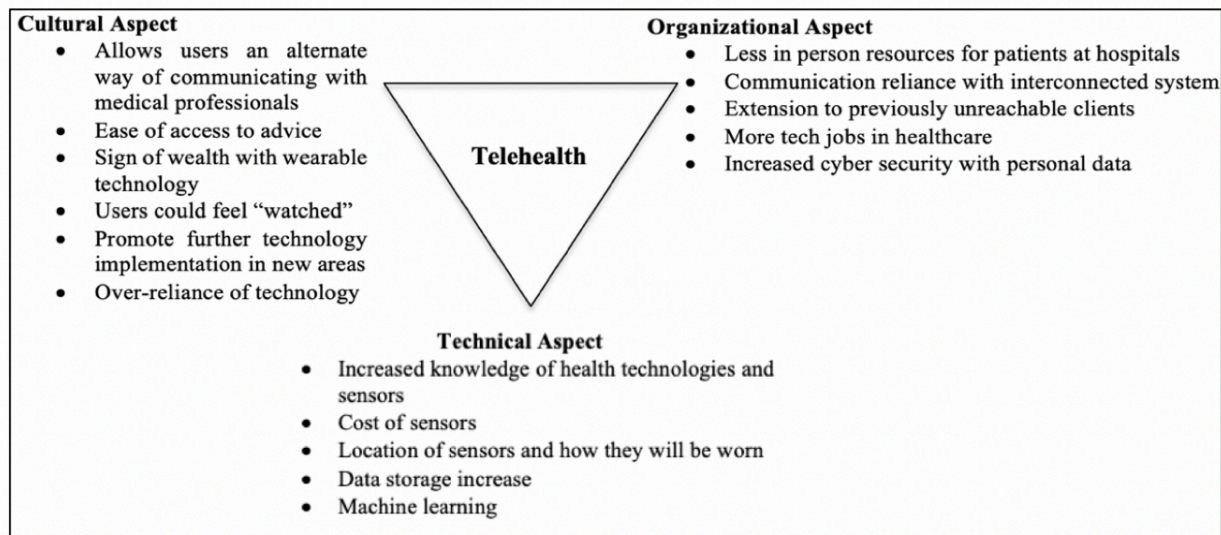 Cultural Aspect
• Allows users an alternate
way of communicating with
medical professionals
• Ease of access to advice
• Sign of wealth with wearable
technology
• Users could feel “watched”
• Promote further technology
implementation in new areas
• Over-reliance of technology
Organizational Aspect
• Less in person resources for patients at hospitals
• Communication reliance with interconnected system
• Extension to previously unreachable clients
• More tech jobs in healthcare
• Increased cyber security with personal data
Telehealth
Technical Aspect
• Increased knowledge of health technologies and
sensors
• Cost of sensors
• Location of sensors and how they will be worn
• Data storage increase
• Machine learning